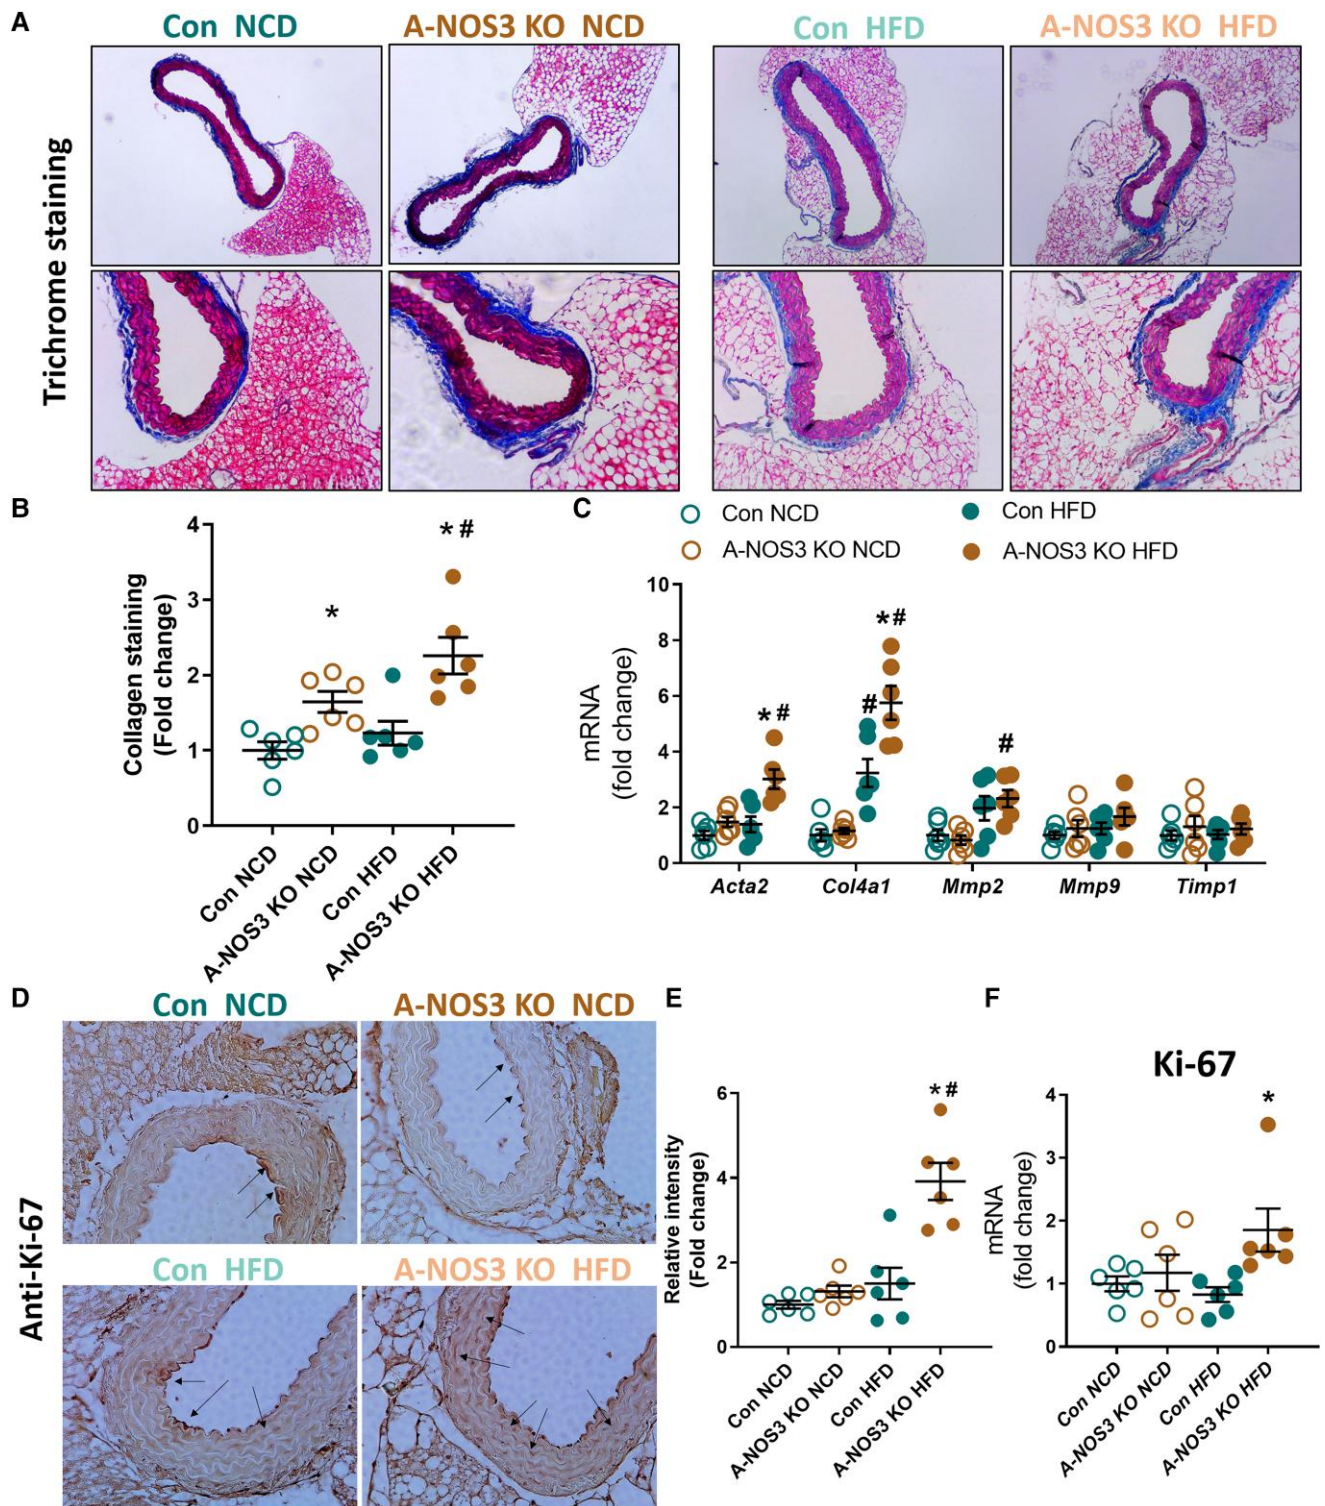 A
Con NCD
A-NOS3 KO NCD
Con HFD
A-NOS3 KO HFD
Trichrome staining
B
Collagen staining
(Fold change)
4
3
2
1
0
* #
*
Con NCD
A-NOS3 KO NCD
Con HFD
A-NOS3 KO HFD
C
Con NCD
Con HFD
A-NOS3 KO NCD
A-NOS3 KO HFD
mRNA
(fold change)
10
8
6
4
2
0
*#
#
*#
#
Acta2
Col4a1
Mmp2
Mmp9
Timp1
D
Con NCD
A-NOS3 KO NCD
Con HFD
A-NOS3 KO HFD
Anti-Ki-67
E
Relative intensity
(Fold change)
6
4
2
0
* #
Con NCD
A-NOS3 KO NCD
Con HFD
A-NOS3 KO HFD
F
Ki-67
mRNA
(fold change)
4
3
2
1
0
*
Con NCD
A-NOS3 KO NCD
Con HFD
A-NOS3 KO HFD